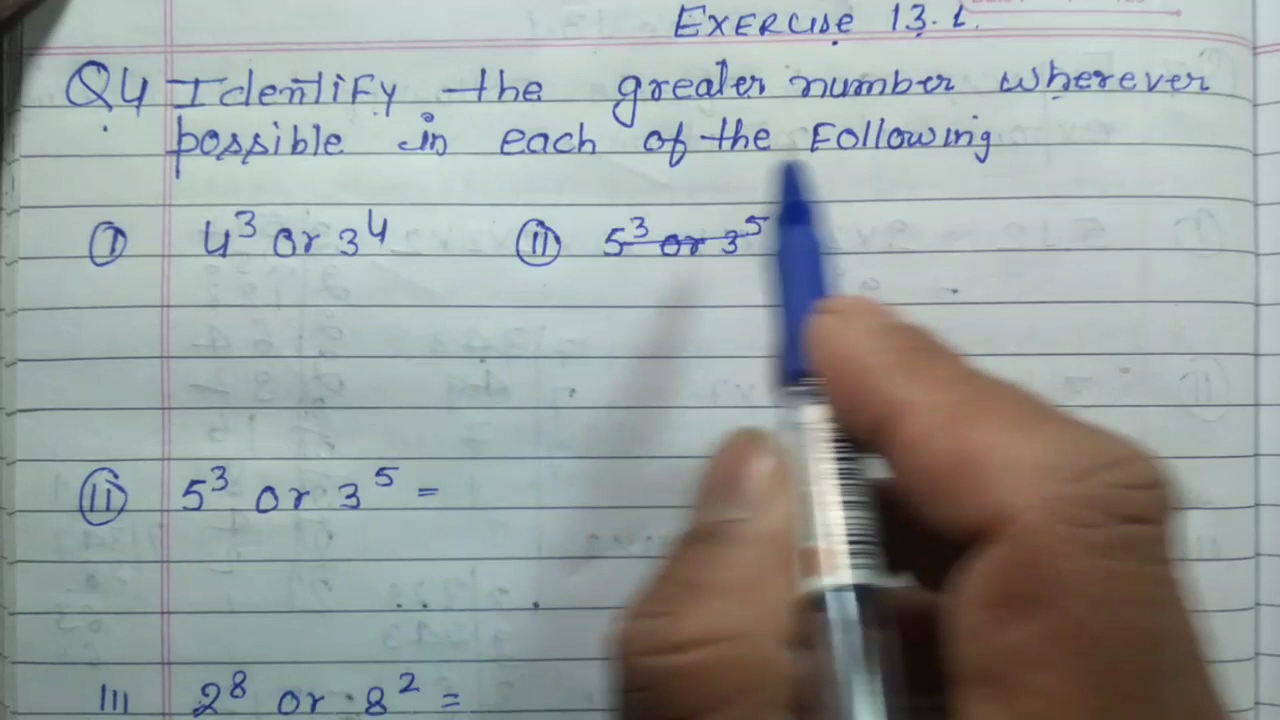 EXERCISE 13.1.
Q4 Identify the greater number wherever
possible in each of the Following
(I) 4³ or 3⁴ (II) 5³ or 3⁵
(II) 5³ or 3⁵ =
III 2⁸ or 8² =